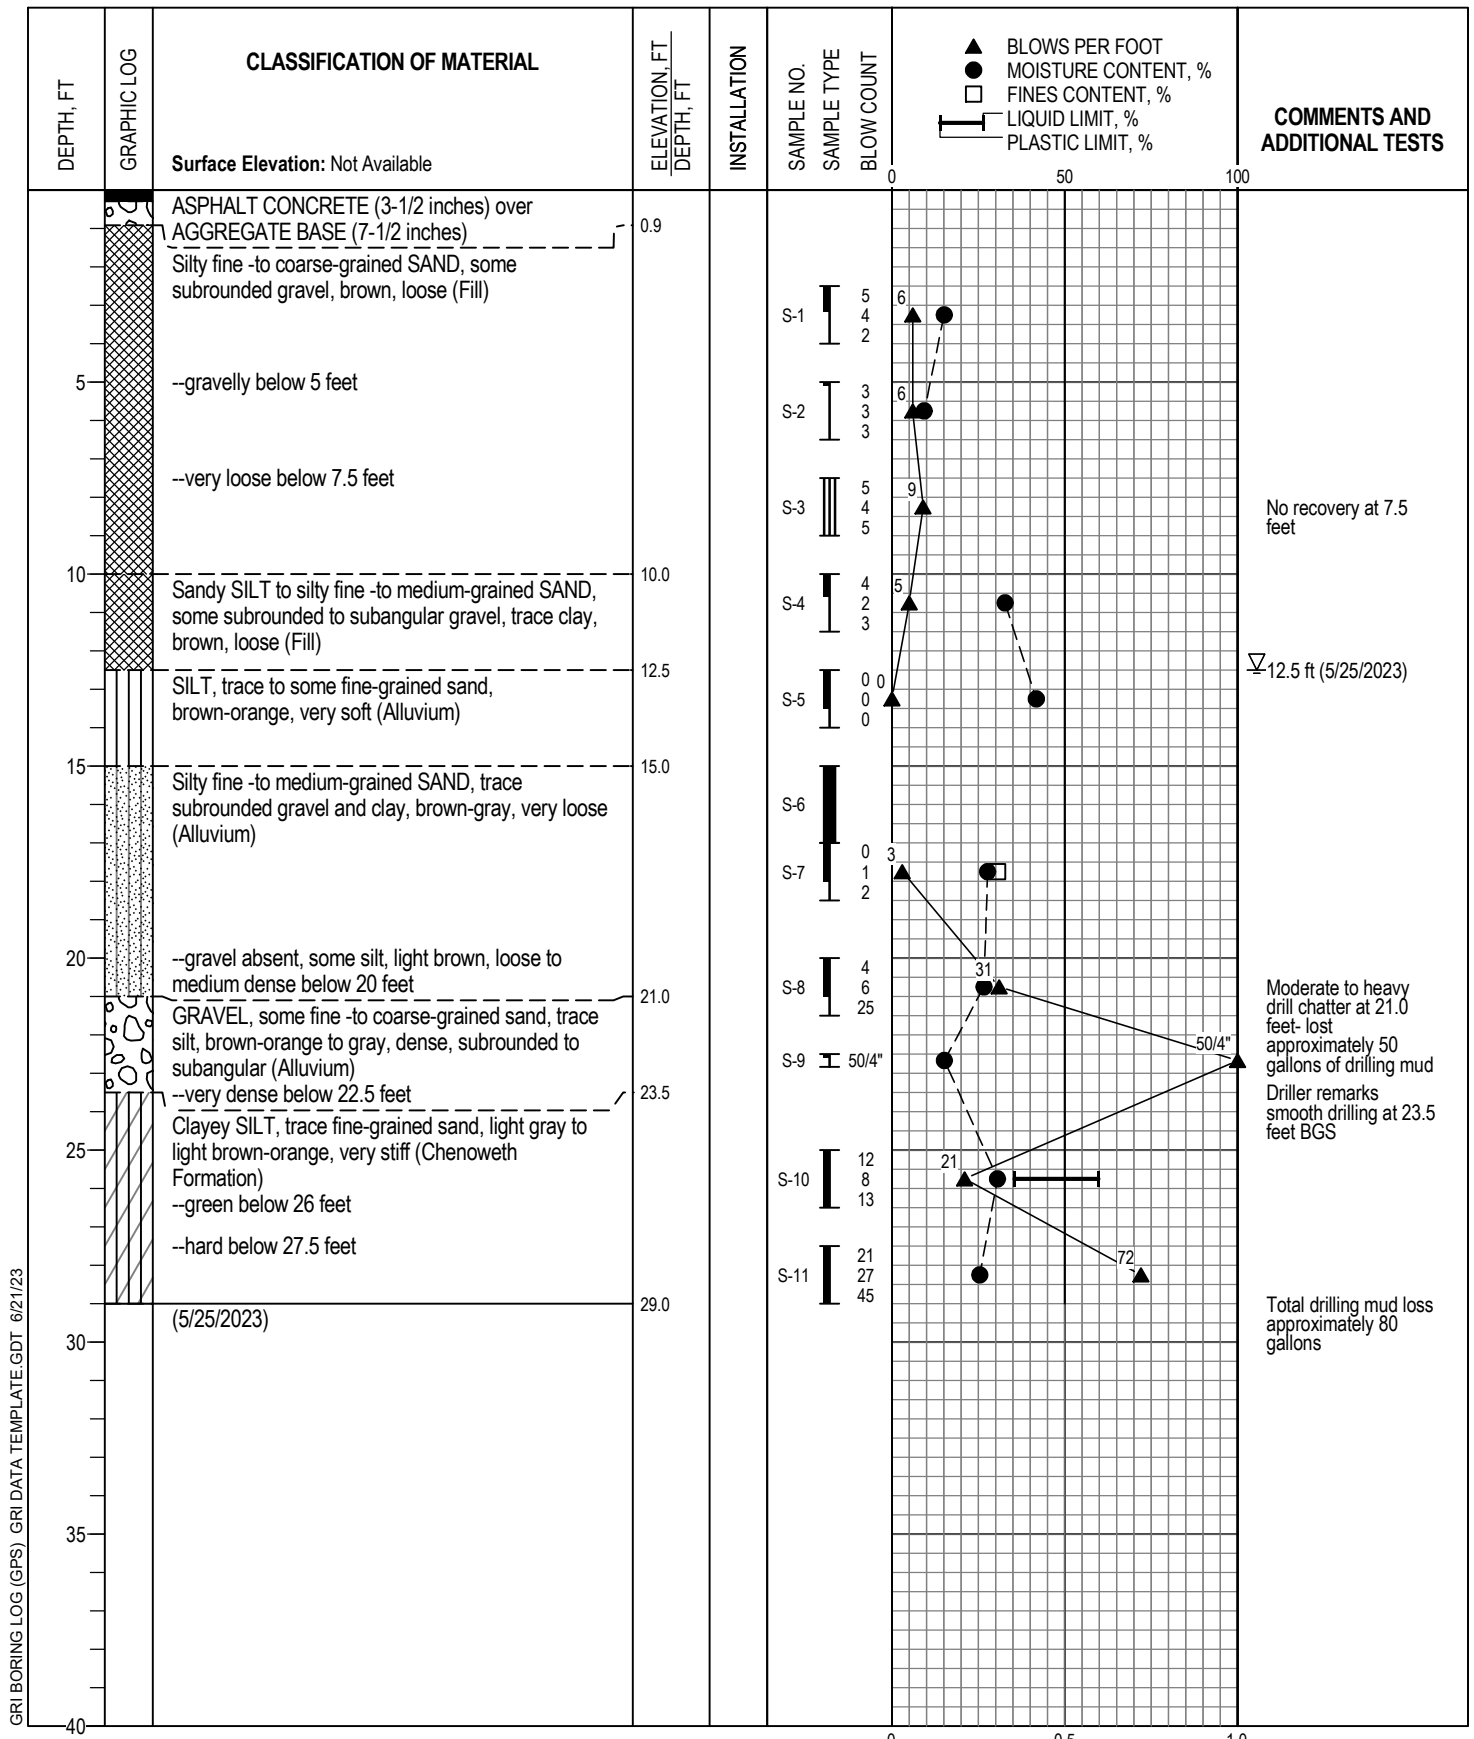 DEPTH, FT
GRAPHIC LOG
CLASSIFICATION OF MATERIAL
Surface Elevation: Not Available
ELEVATION, FT
DEPTH, FT
INSTALLATION
SAMPLE NO.
SAMPLE TYPE
BLOW COUNT
BLOWS PER FOOT
MOISTURE CONTENT, %
FINES CONTENT, %
LIQUID LIMIT, %
PLASTIC LIMIT, %
0 50 100
COMMENTS AND
ADDITIONAL TESTS
ASPHALT CONCRETE (3-1/2 inches) over
AGGREGATE BASE (7-1/2 inches)
0.9
Silty fine -to coarse-grained SAND, some
subrounded gravel, brown, loose (Fill)
S-1
5
4
2
6
5
--gravelly below 5 feet
S-2
3
3
3
6
--very loose below 7.5 feet
S-3
5
4
5
9
No recovery at 7.5
feet
10
10.0
Sandy SILT to silty fine -to medium-grained SAND,
some subrounded to subangular gravel, trace clay,
brown, loose (Fill)
S-4
4
2
3
5
12.5
12.5 ft (5/25/2023)
SILT, trace to some fine-grained sand,
brown-orange, very soft (Alluvium)
S-5
0
0
0
0
15
15.0
Silty fine -to medium-grained SAND, trace
subrounded gravel and clay, brown-gray, very loose
(Alluvium)
S-6
S-7
0
1
2
3
20
--gravel absent, some silt, light brown, loose to
medium dense below 20 feet
21.0
S-8
4
6
25
31
Moderate to heavy
drill chatter at 21.0
feet- lost
approximately 50
gallons of drilling mud
GRAVEL, some fine -to coarse-grained sand, trace
silt, brown-orange to gray, dense, subrounded to
subangular (Alluvium)
--very dense below 22.5 feet
S-9
50/4"
50/4"
23.5
Driller remarks
smooth drilling at 23.5
feet BGS
Clayey SILT, trace fine-grained sand, light gray to
light brown-orange, very stiff (Chenoweth
Formation)
25
--green below 26 feet
S-10
12
8
13
21
--hard below 27.5 feet
S-11
21
27
45
72
29.0
(5/25/2023)
Total drilling mud loss
approximately 80
gallons
30
35
40
0 0.5 1.0
GRI BORING LOG (GPS) GRI DATA TEMPLATE.GDT 6/21/23